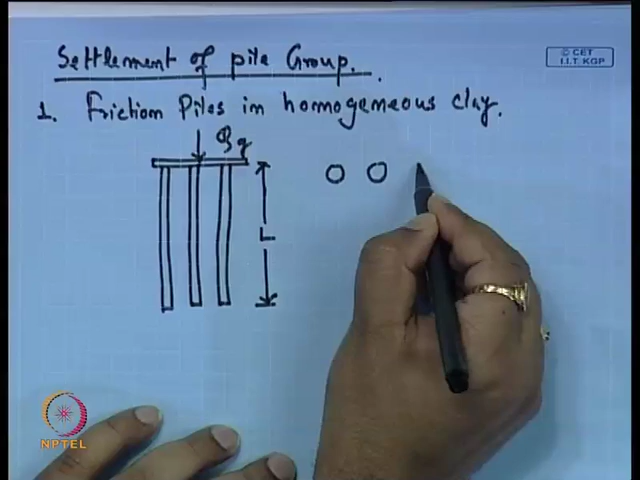 Settlement of pile Group.
© CET
I.I.T. KGP
1. Friction Piles in homogeneous clay.
Qg
L
NPTEL